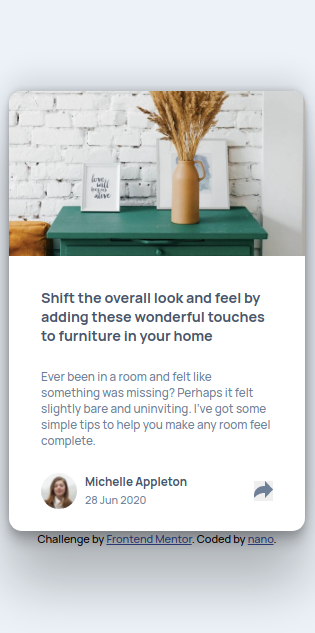 love
will
keep us
alive
Shift the overall look and feel by
adding these wonderful touches
to furniture in your home
Ever been in a room and felt like
something was missing? Perhaps it felt
slightly bare and uninviting. I've got some
simple tips to help you make any room feel
complete.
Michelle Appleton
28 Jun 2020
Challenge by Frontend Mentor. Coded by nano.